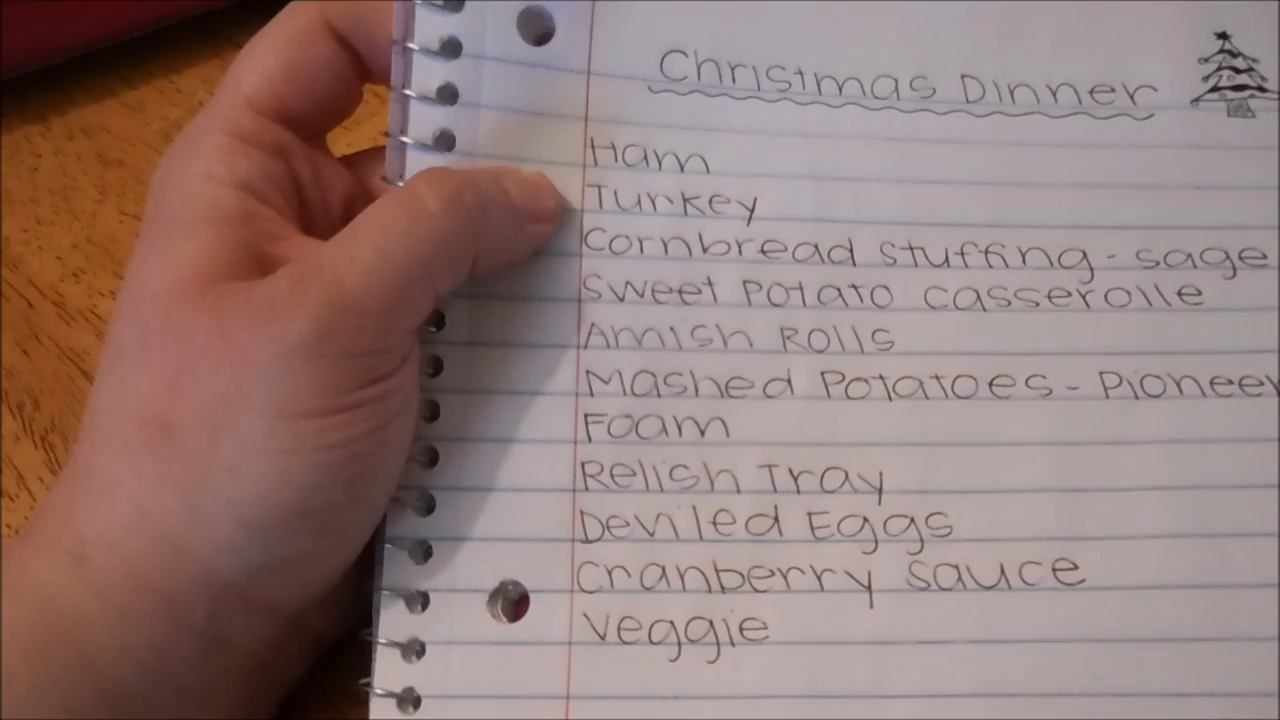 Christmas Dinner
Ham
Turkey
Cornbread stuffing - sage
Sweet Potato casserolle
Amish Rolls
Mashed Potatoes - Pioneer
Foam
Relish Tray
Deviled Eggs
Cranberry sauce
Veggie